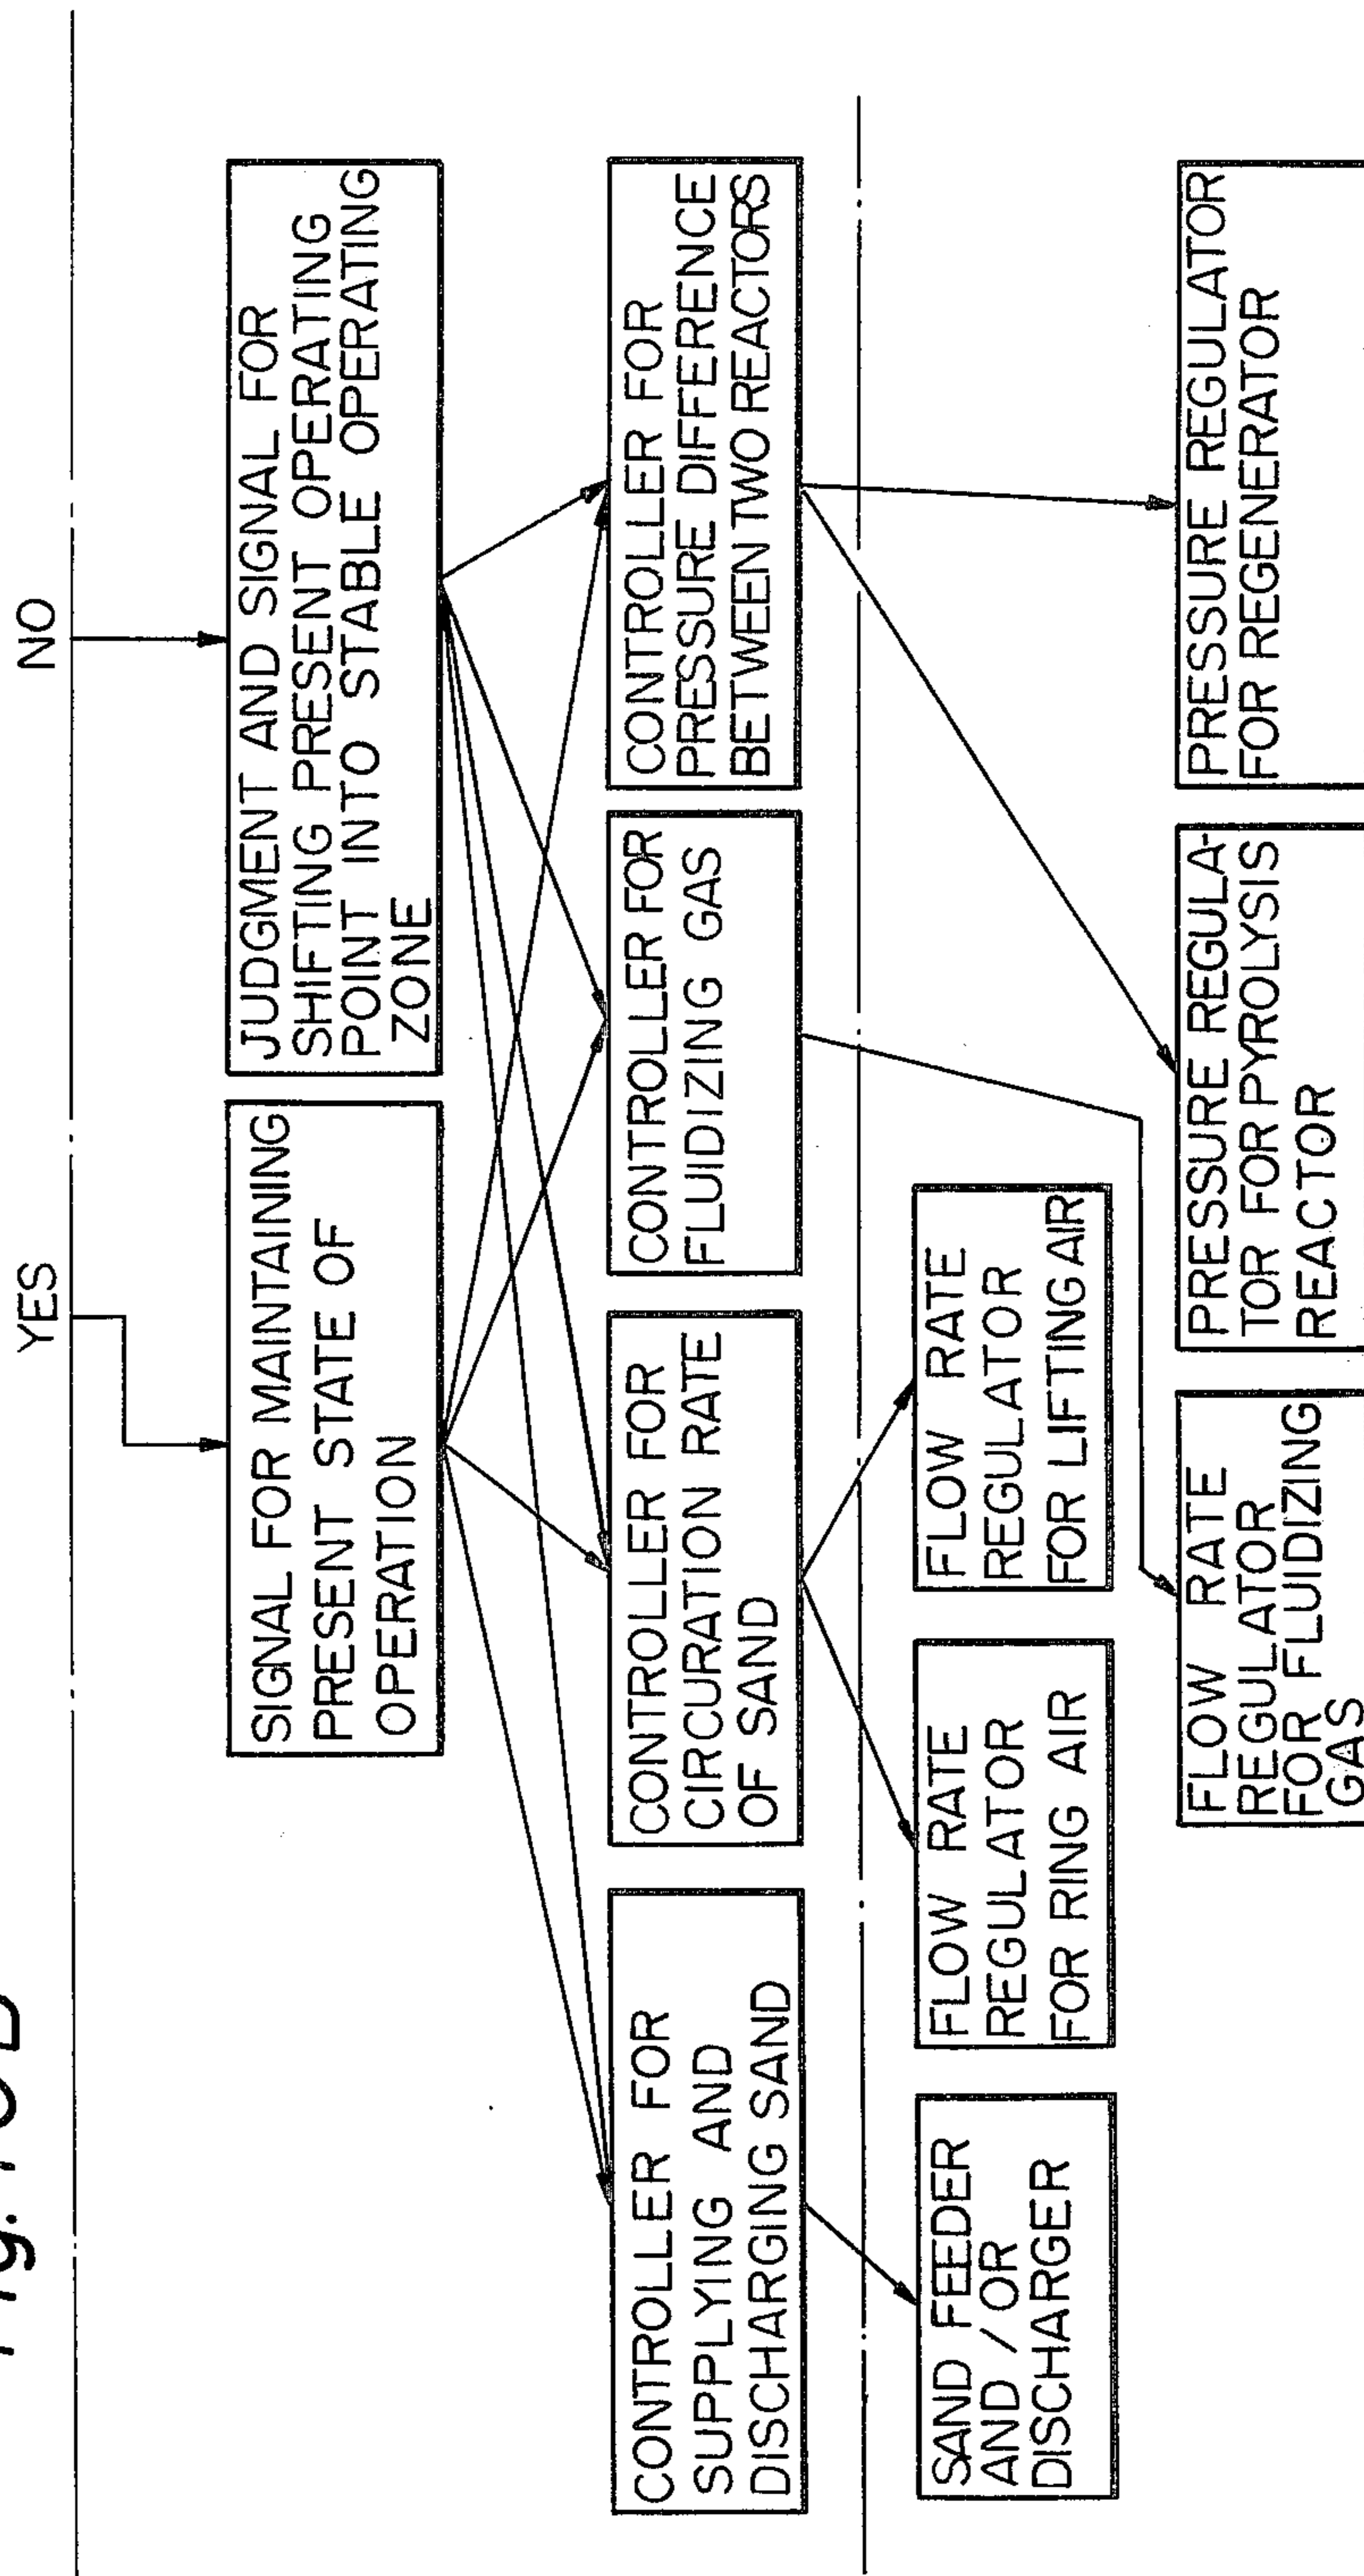 Fig. 10 B
YES
NO
SIGNAL FOR MAINTAINING
PRESENT STATE OF
OPERATION
JUDGMENT AND SIGNAL FOR
SHIFTING PRESENT OPERATING
POINT INTO STABLE OPERATING
ZONE
CONTROLLER FOR
SUPPLYING AND
DISCHARGING SAND
CONTROLLER FOR
CIRCURATION RATE
OF SAND
CONTROLLER FOR
FLUIDIZING GAS
CONTROLLER FOR
PRESSURE DIFFERENCE
BETWEEN TWO REACTORS
SAND FEEDER
AND / OR
DISCHARGER
FLOW RATE
REGULATOR
FOR RING AIR
FLOW RATE
REGULATOR
FOR LIFTING AIR
FLOW RATE
REGULATOR
FOR FLUIDIZING
GAS
PRESSURE REGULA-
TOR FOR PYROLYSIS
REACTOR
PRESSURE REGULATOR
FOR REGENERATOR